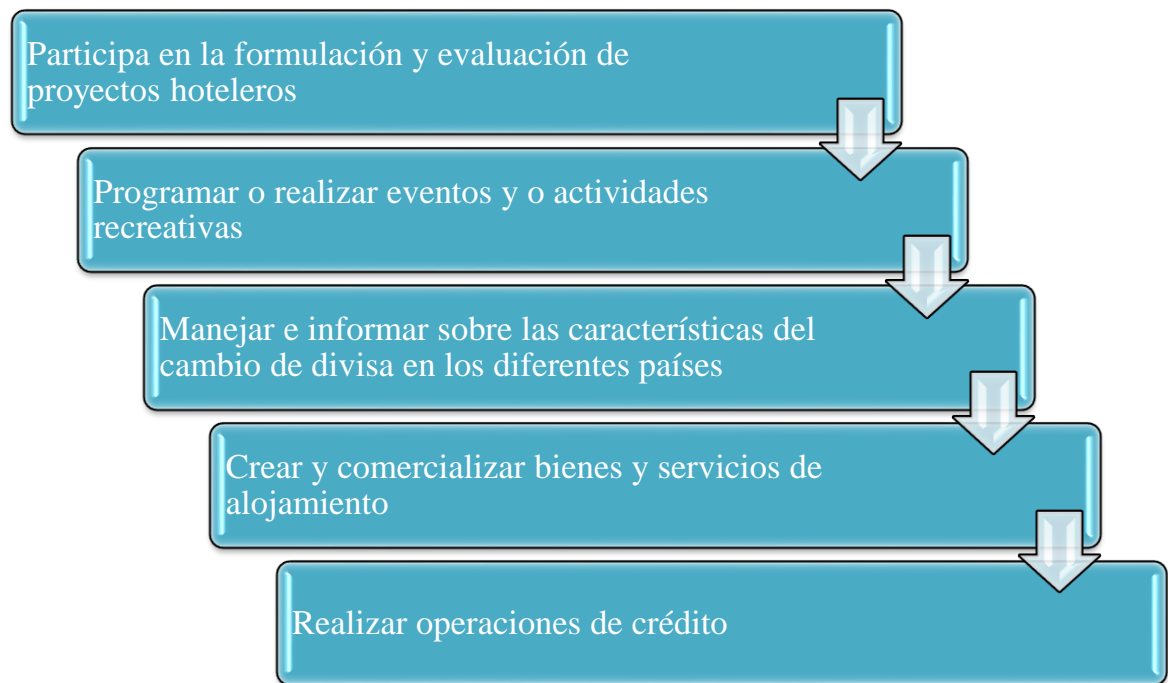 Participa en la formulación y evaluación de
proyectos hoteleros
Programar o realizar eventos y o actividades
recreativas
Manejar e informar sobre las características del
cambio de divisa en los diferentes países
Crear y comercializar bienes y servicios de
alojamiento
Realizar operaciones de crédito